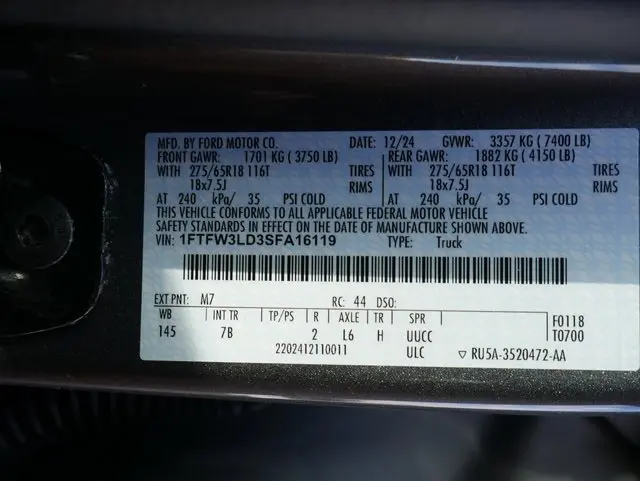 MFD. BY FORD MOTOR CO. DATE: 12/24 GVWR: 3357 KG ( 7400 LB)
FRONT GAWR: 1701 KG ( 3750 LB) REAR GAWR: 1882 KG ( 4150 LB)
WITH 275/65R18 116T TIRES WITH 275/65R18 116T TIRES
18x7.5J RIMS 18x7.5J RIMS
AT 240 kPa/ 35 PSI COLD AT 240 kPa/ 35 PSI COLD
THIS VEHICLE CONFORMS TO ALL APPLICABLE FEDERAL MOTOR VEHICLE
SAFETY STANDARDS IN EFFECT ON THE DATE OF MANUFACTURE SHOWN ABOVE.
VIN: 1FTFW3LD3SFA16119 TYPE: Truck
EXT PNT: M7 RC: 44 DSO:
WB INT TR TP/PS R AXLE TR SPR F0118
145 7B 2 L6 H UUCC T0700
2202412110011 ULC ▽ RU5A-3520472-AA